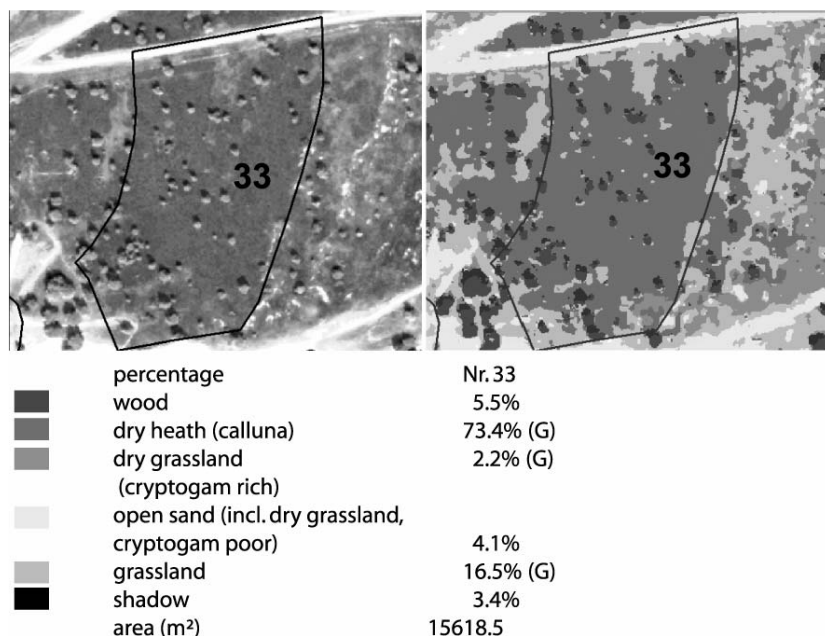 33
33
percentage Nr. 33
wood 5.5%
dry heath (calluna) 73.4% (G)
dry grassland 2.2% (G)
(cryptogam rich)
open sand (incl. dry grassland,
cryptogam poor) 4.1%
grassland 16.5% (G)
shadow 3.4%
area (m²) 15618.5